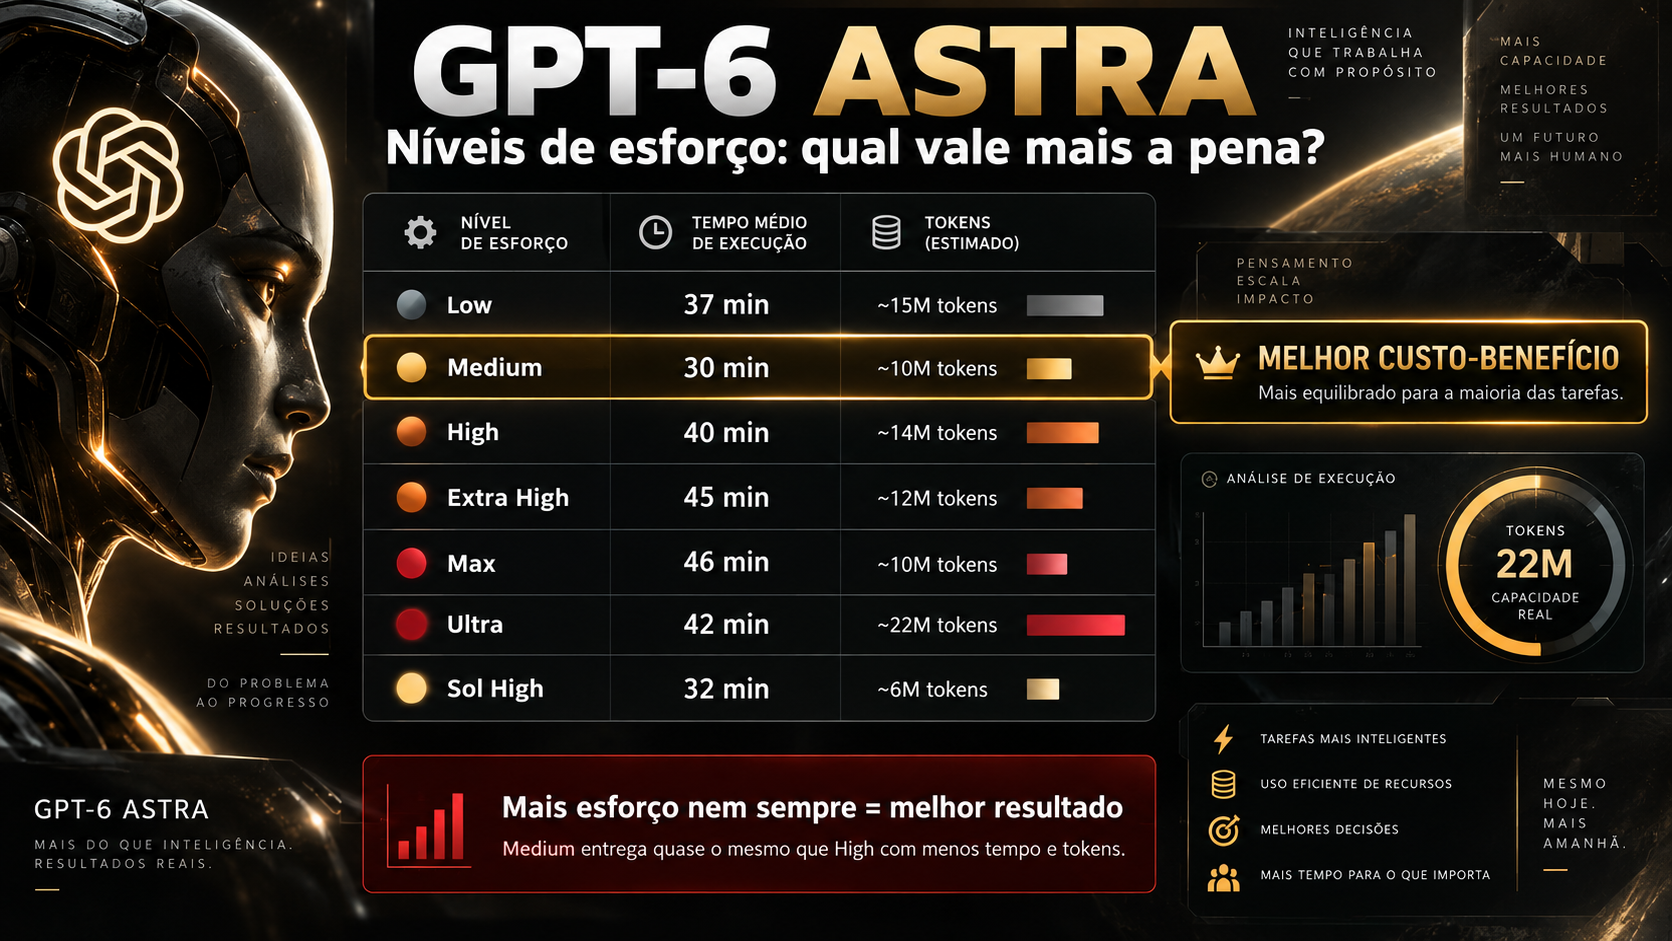 GPT-6 ASTRA
Níveis de esforço: qual vale mais a pena?
INTELIGÊNCIA
QUE TRABALHA
COM PROPÓSITO
MAIS
CAPACIDADE
MELHORES
RESULTADOS
UM FUTURO
MAIS HUMANO
NÍVEL
DE ESFORÇO
TEMPO MÉDIO
DE EXECUÇÃO
TOKENS
(ESTIMADO)
Low 37 min ~15M tokens
Medium 30 min ~10M tokens
High 40 min ~14M tokens
Extra High 45 min ~12M tokens
Max 46 min ~10M tokens
Ultra 42 min ~22M tokens
Sol High 32 min ~6M tokens
PENSAMENTO
ESCALA
IMPACTO
MELHOR CUSTO-BENEFÍCIO
Mais equilibrado para a maioria das tarefas.
ANÁLISE DE EXECUÇÃO
TOKENS
22M
CAPACIDADE
REAL
IDEIAS
ANÁLISES
SOLUÇÕES
RESULTADOS
DO PROBLEMA
AO PROGRESSO
GPT-6 ASTRA
MAIS DO QUE INTELIGÊNCIA.
RESULTADOS REAIS.
Mais esforço nem sempre = melhor resultado
Medium entrega quase o mesmo que High com menos tempo e tokens.
TAREFAS MAIS INTELIGENTES
USO EFICIENTE DE RECURSOS
MELHORES DECISÕES
MAIS TEMPO PARA O QUE IMPORTA
MESMO
HOJE.
MAIS
AMANHÃ.